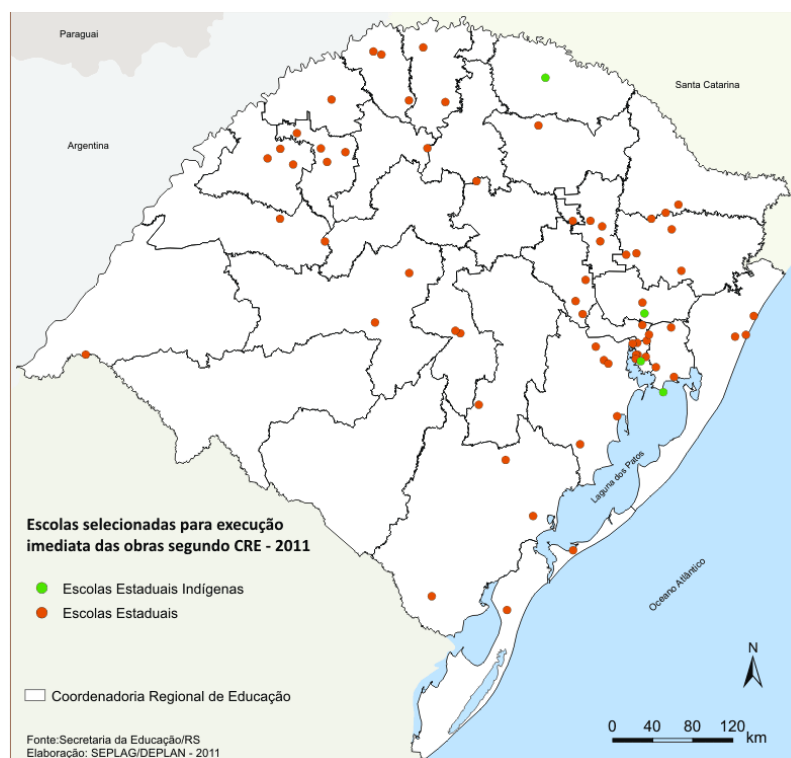 Paraguai
Santa Catarina
Argentina
Laguna dos Patos
Oceano Atlântico
Escolas selecionadas para execução
imediata das obras segundo CRE - 2011
Escolas Estaduais Indígenas
Escolas Estaduais
Coordenadoria Regional de Educação
N
0 40 80 120
km
Fonte:Secretaria da Educação/RS
Elaboração: SEPLAG/DEPLAN - 2011